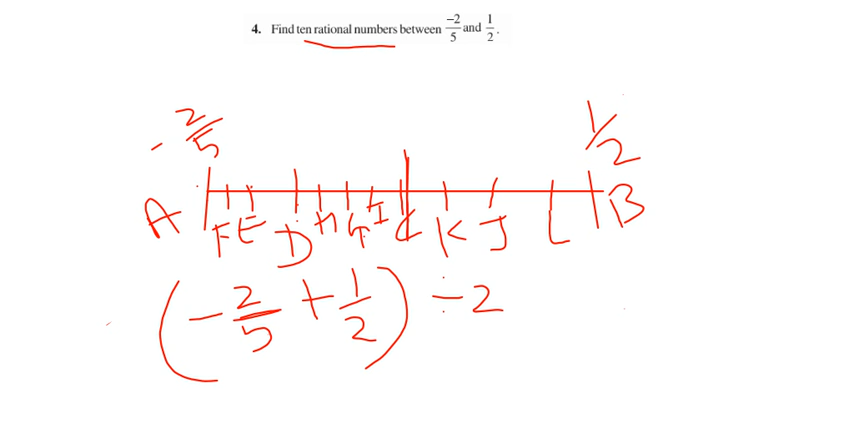 4. Find ten rational numbers between -2/5 and 1/2.
- 2/5 1/2
A F E D H G I C K J L B
(- 2/5 + 1/2) ÷ 2